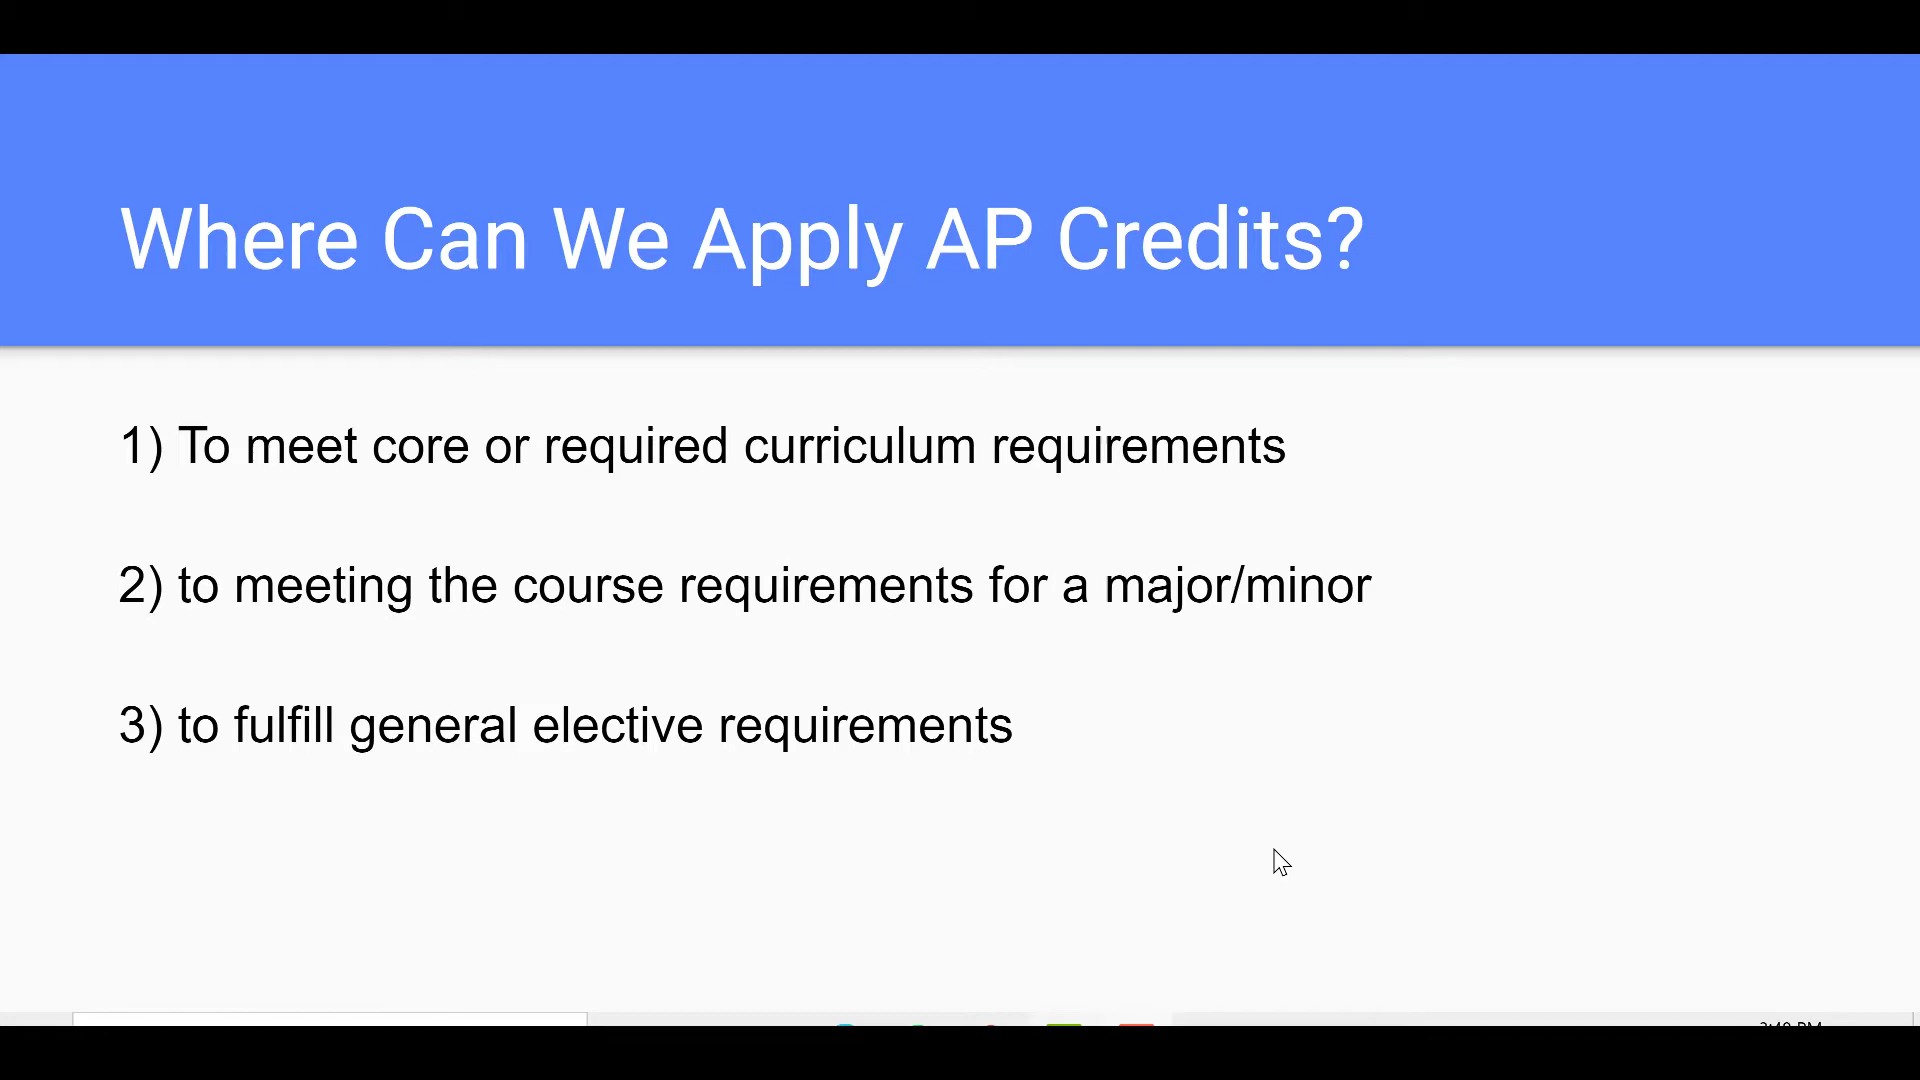 Where Can We Apply AP Credits?
1) To meet core or required curriculum requirements
2) to meeting the course requirements for a major/minor
3) to fulfill general elective requirements